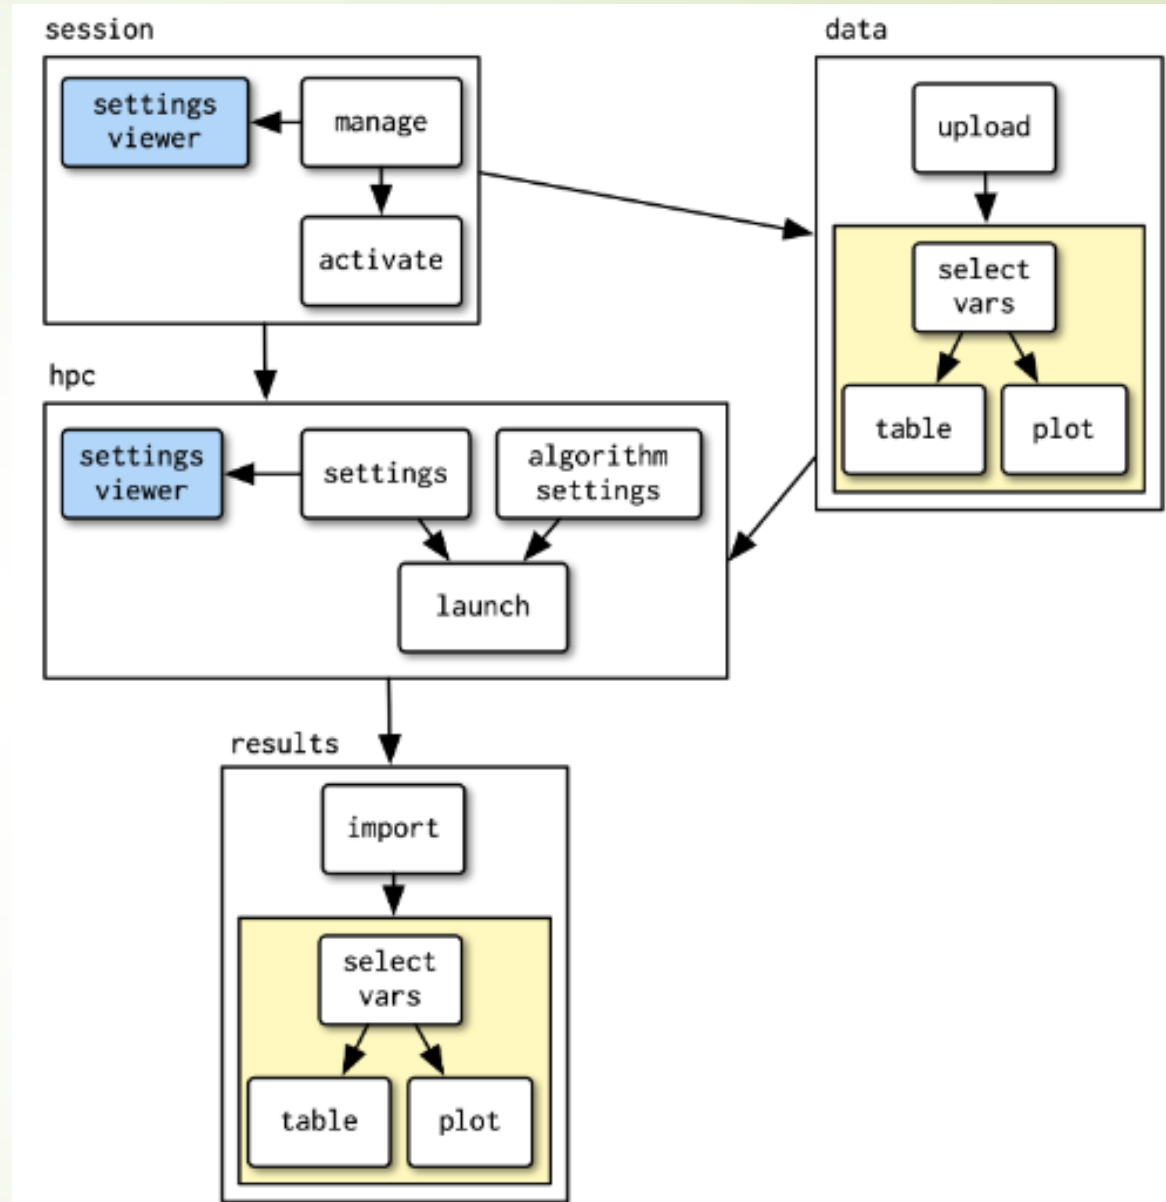 session
settings
viewer
manage
activate
data
upload
select
vars
table
plot
hpc
settings
viewer
settings
algorithm
settings
launch
results
import
select
vars
table
plot